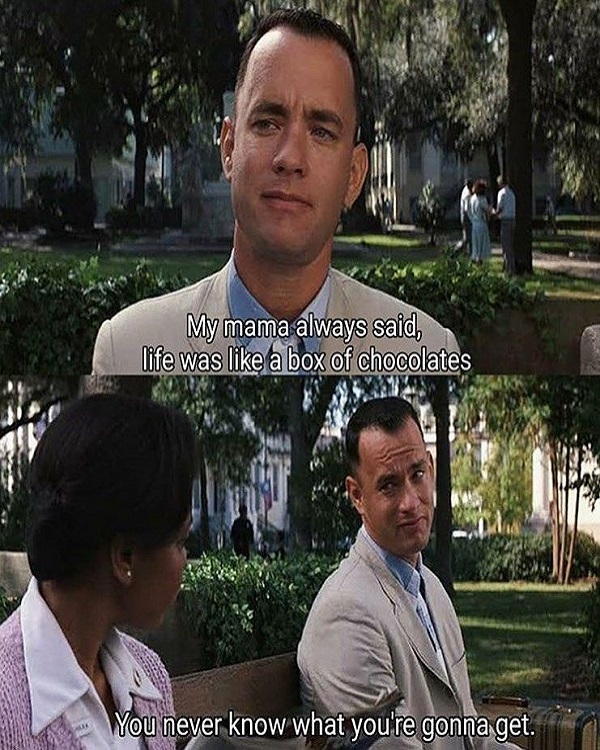 My mama always said,
life was like a box of chocolates
You never know what you're gonna get.